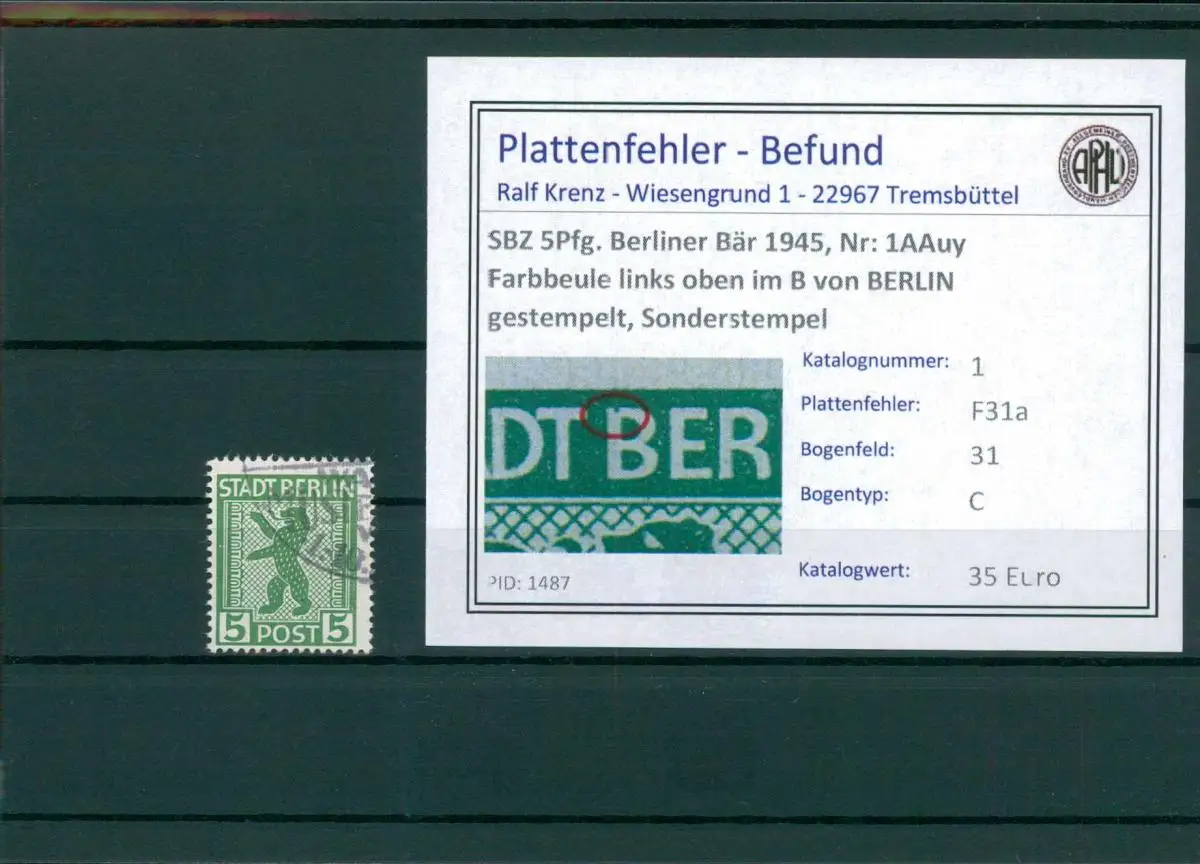 Plattenfehler - Befund
Ralf Krenz - Wiesengrund 1 - 22967 Tremsbüttel
APHV
SBZ 5Pfg. Berliner Bär 1945, Nr: 1AAuy
Farbbeule links oben im B von BERLIN
gestempelt, Sonderstempel
DT BER
Katalognummer: 1
Plattenfehler: F31a
Bogenfeld: 31
Bogentyp: C
Katalogwert: 35 Euro
PID: 1487
STADT BERLIN
5 POST 5